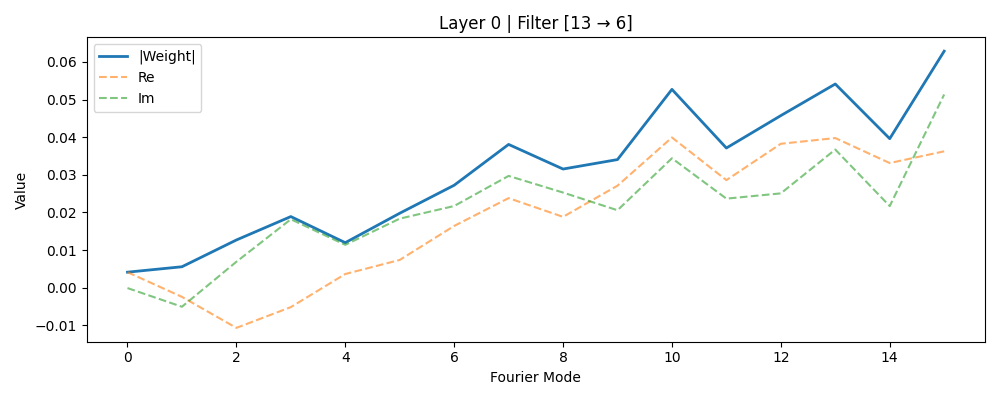 Layer 0 | Filter [13 → 6]
|Weight|
Re
Im
0.06
0.05
0.04
0.03
0.02
0.01
0.00
−0.01
Value
0 2 4 6 8 10 12 14
Fourier Mode